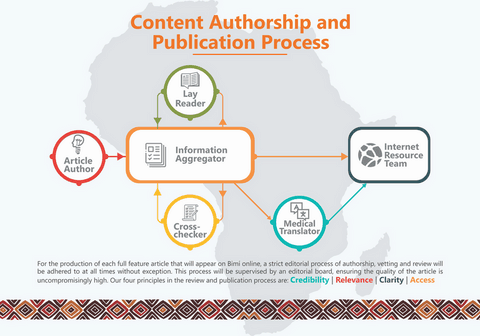 Content Authorship and
Publication Process
Lay
Reader
Article
Author
Information
Aggregator
Internet
Resource
Team
Cross-
checker
Medical
Translator
For the production of each full feature article that will appear on Bimi online, a strict editorial process of authorship, vetting and review will
be adhered to at all times without exception. This process will be supervised by an editorial board, ensuring the quality of the article is
uncompromisingly high. Our four principles in the review and publication process are: Credibility | Relevance | Clarity | Access